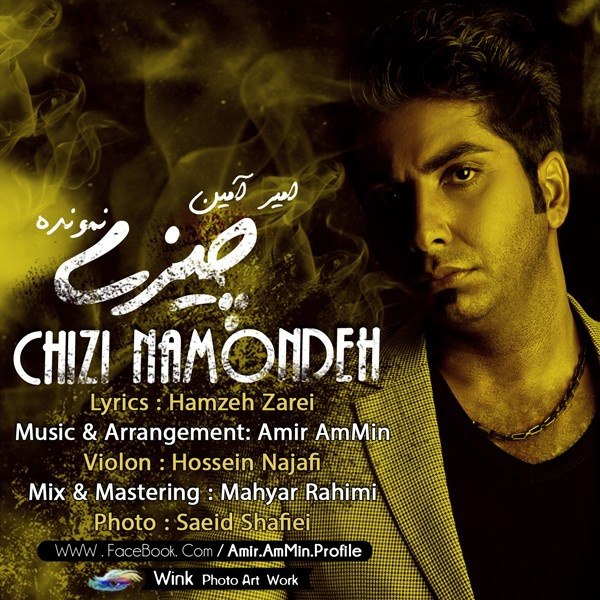 امیر آمین
چیزی نمونده
CHIZI NAMONDEH
Lyrics : Hamzeh Zarei
Music & Arrangement: Amir AmMin
Violon : Hossein Najafi
Mix & Mastering : Mahyar Rahimi
Photo : Saeid Shafiei
WWW . FaceBook. Com / Amir.AmMin.Profile
Wink Photo Art Work